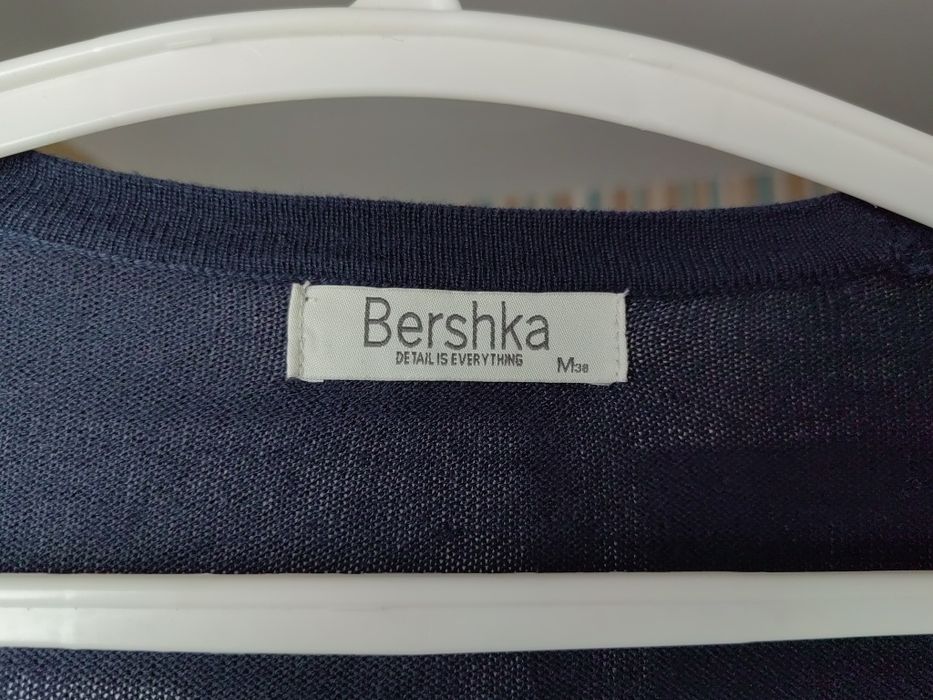 Bershka
DETAIL IS EVERYTHING
M38